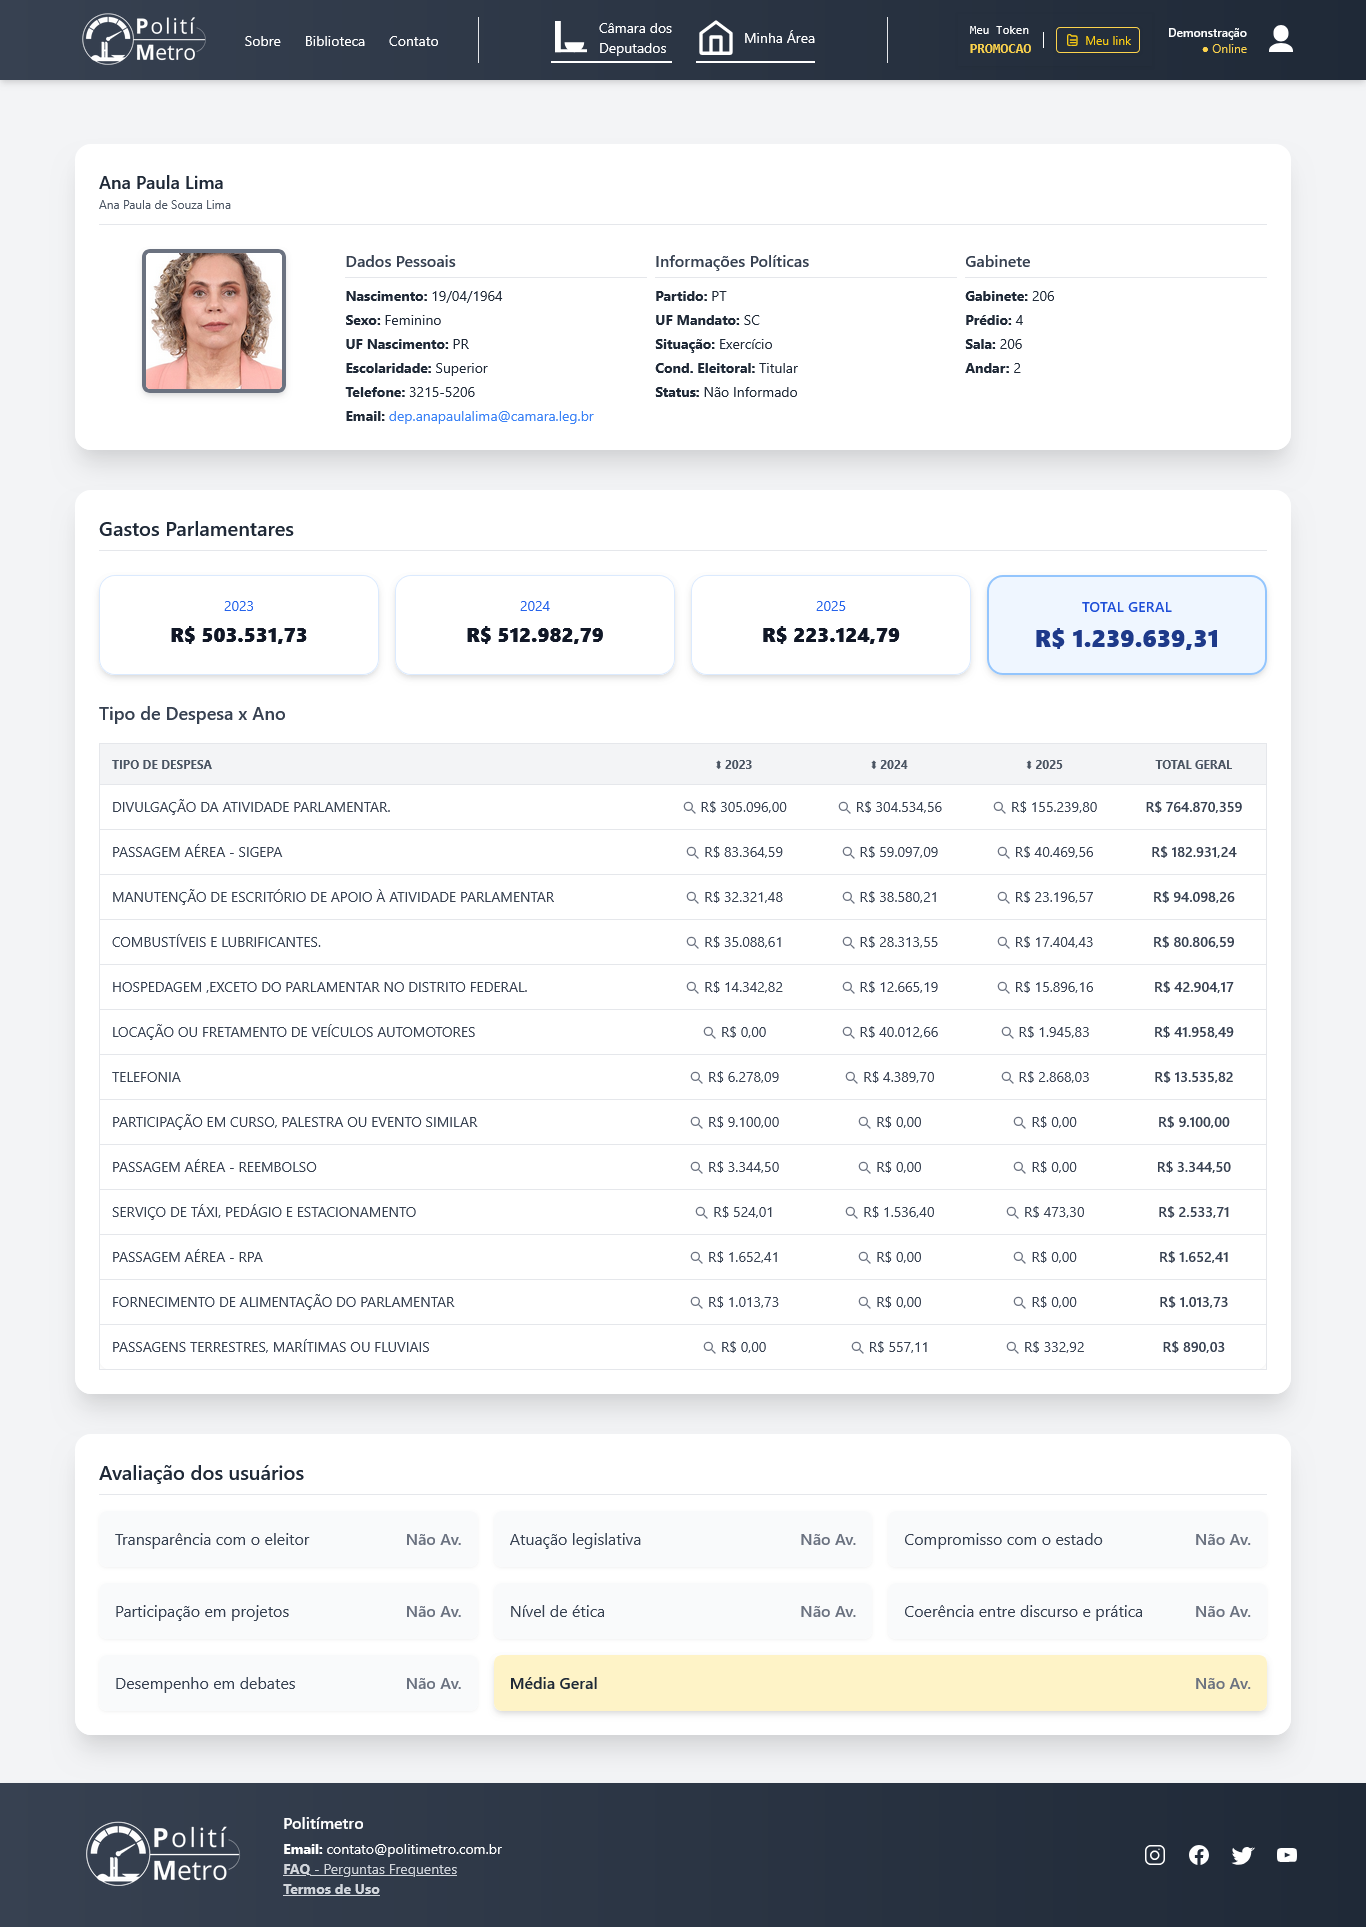 Políti
Metro
Sobre
Biblioteca
Contato
Câmara dos
Deputados
Minha Área
Meu Token
PROMOCAO
Meu link
Demonstração
Online
Ana Paula Lima
Ana Paula de Souza Lima
Dados Pessoais
Nascimento: 19/04/1964
Sexo: Feminino
UF Nascimento: PR
Escolaridade: Superior
Telefone: 3215-5206
Email: dep.anapaulalima@camara.leg.br
Informações Políticas
Partido: PT
UF Mandato: SC
Situação: Exercício
Cond. Eleitoral: Titular
Status: Não Informado
Gabinete
Gabinete: 206
Prédio: 4
Sala: 206
Andar: 2
Gastos Parlamentares
2023
R$ 503.531,73
2024
R$ 512.982,79
2025
R$ 223.124,79
TOTAL GERAL
R$ 1.239.639,31
Tipo de Despesa x Ano
TIPO DE DESPESA 2023 2024 2025 TOTAL GERAL
DIVULGAÇÃO DA ATIVIDADE PARLAMENTAR. R$ 305.096,00 R$ 304.534,56 R$ 155.239,80 R$ 764.870,359
PASSAGEM AÉREA - SIGEPA R$ 83.364,59 R$ 59.097,09 R$ 40.469,56 R$ 182.931,24
MANUTENÇÃO DE ESCRITÓRIO DE APOIO À ATIVIDADE PARLAMENTAR R$ 32.321,48 R$ 38.580,21 R$ 23.196,57 R$ 94.098,26
COMBUSTÍVEIS E LUBRIFICANTES. R$ 35.088,61 R$ 28.313,55 R$ 17.404,43 R$ 80.806,59
HOSPEDAGEM ,EXCETO DO PARLAMENTAR NO DISTRITO FEDERAL. R$ 14.342,82 R$ 12.665,19 R$ 15.896,16 R$ 42.904,17
LOCAÇÃO OU FRETAMENTO DE VEÍCULOS AUTOMOTORES R$ 0,00 R$ 40.012,66 R$ 1.945,83 R$ 41.958,49
TELEFONIA R$ 6.278,09 R$ 4.389,70 R$ 2.868,03 R$ 13.535,82
PARTICIPAÇÃO EM CURSO, PALESTRA OU EVENTO SIMILAR R$ 9.100,00 R$ 0,00 R$ 0,00 R$ 9.100,00
PASSAGEM AÉREA - REEMBOLSO R$ 3.344,50 R$ 0,00 R$ 0,00 R$ 3.344,50
SERVIÇO DE TÁXI, PEDÁGIO E ESTACIONAMENTO R$ 524,01 R$ 1.536,40 R$ 473,30 R$ 2.533,71
PASSAGEM AÉREA - RPA R$ 1.652,41 R$ 0,00 R$ 0,00 R$ 1.652,41
FORNECIMENTO DE ALIMENTAÇÃO DO PARLAMENTAR R$ 1.013,73 R$ 0,00 R$ 0,00 R$ 1.013,73
PASSAGENS TERRESTRES, MARÍTIMAS OU FLUVIAIS R$ 0,00 R$ 557,11 R$ 332,92 R$ 890,03
Avaliação dos usuários
Transparência com o eleitor Não Av.
Atuação legislativa Não Av.
Compromisso com o estado Não Av.
Participação em projetos Não Av.
Nível de ética Não Av.
Coerência entre discurso e prática Não Av.
Desempenho em debates Não Av.
Média Geral Não Av.
Políti
Metro
Politímetro
Email: contato@politimetro.com.br
FAQ - Perguntas Frequentes
Termos de Uso